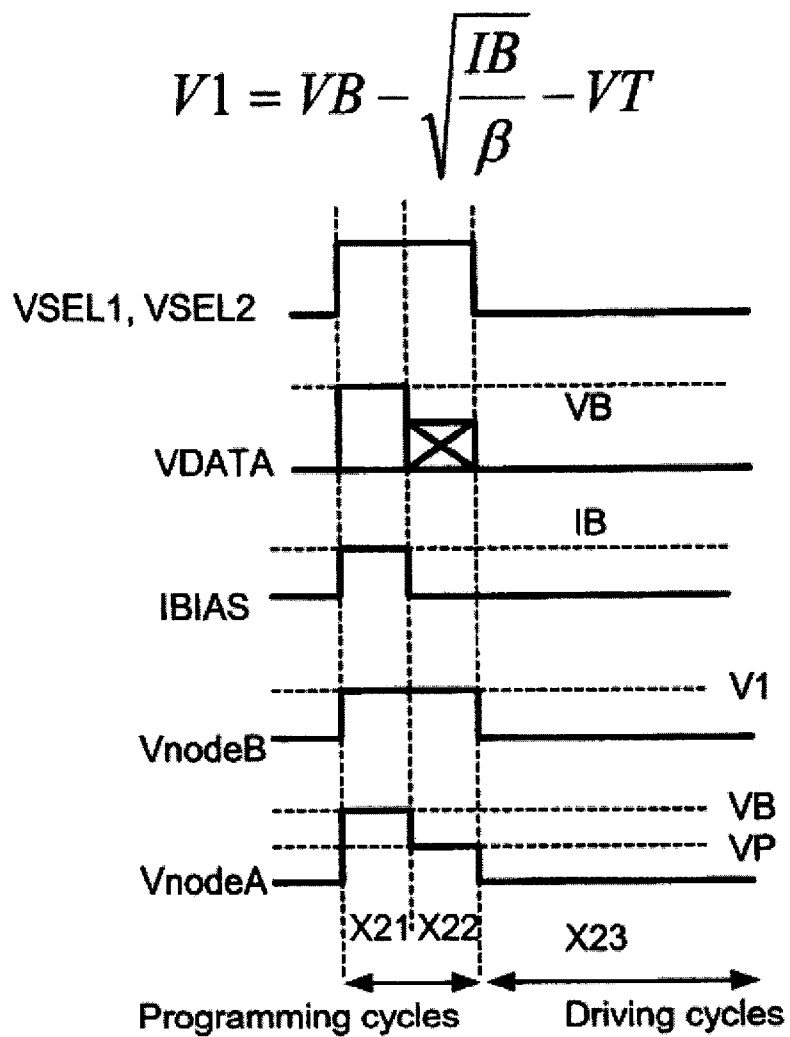 V1 = VB − √(IB/β) − VT
VSEL1, VSEL2
VB
VDATA
IB
IBIAS
V1
VnodeB
VB
VP
VnodeA
X21 X22 X23
Programming cycles Driving cycles